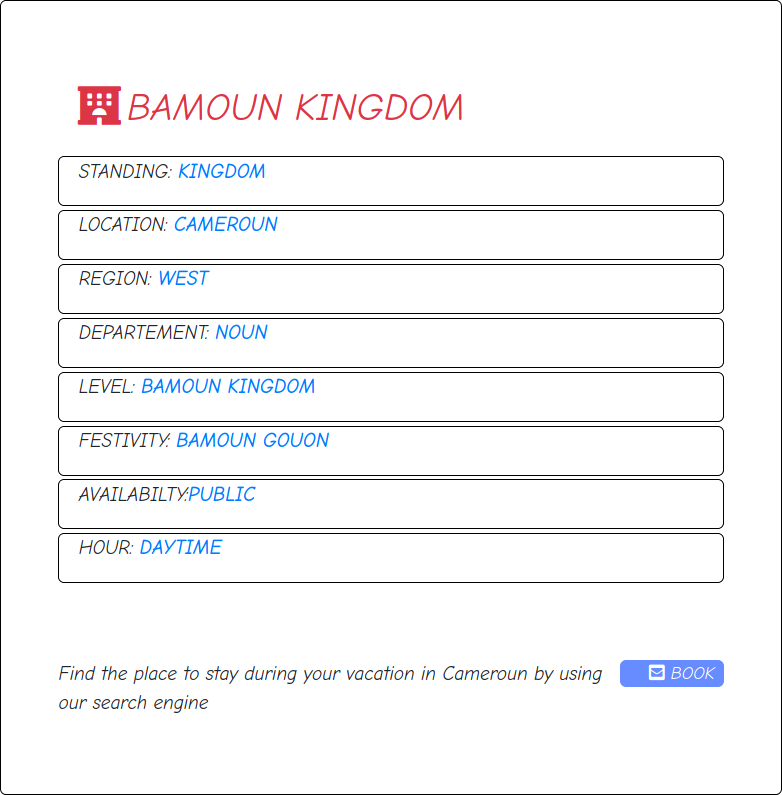 BAMOUN KINGDOM
STANDING: KINGDOM
LOCATION: CAMEROUN
REGION: WEST
DEPARTEMENT: NOUN
LEVEL: BAMOUN KINGDOM
FESTIVITY: BAMOUN GOUON
AVAILABILTY:PUBLIC
HOUR: DAYTIME
Find the place to stay during your vacation in Cameroun by using
our search engine
BOOK